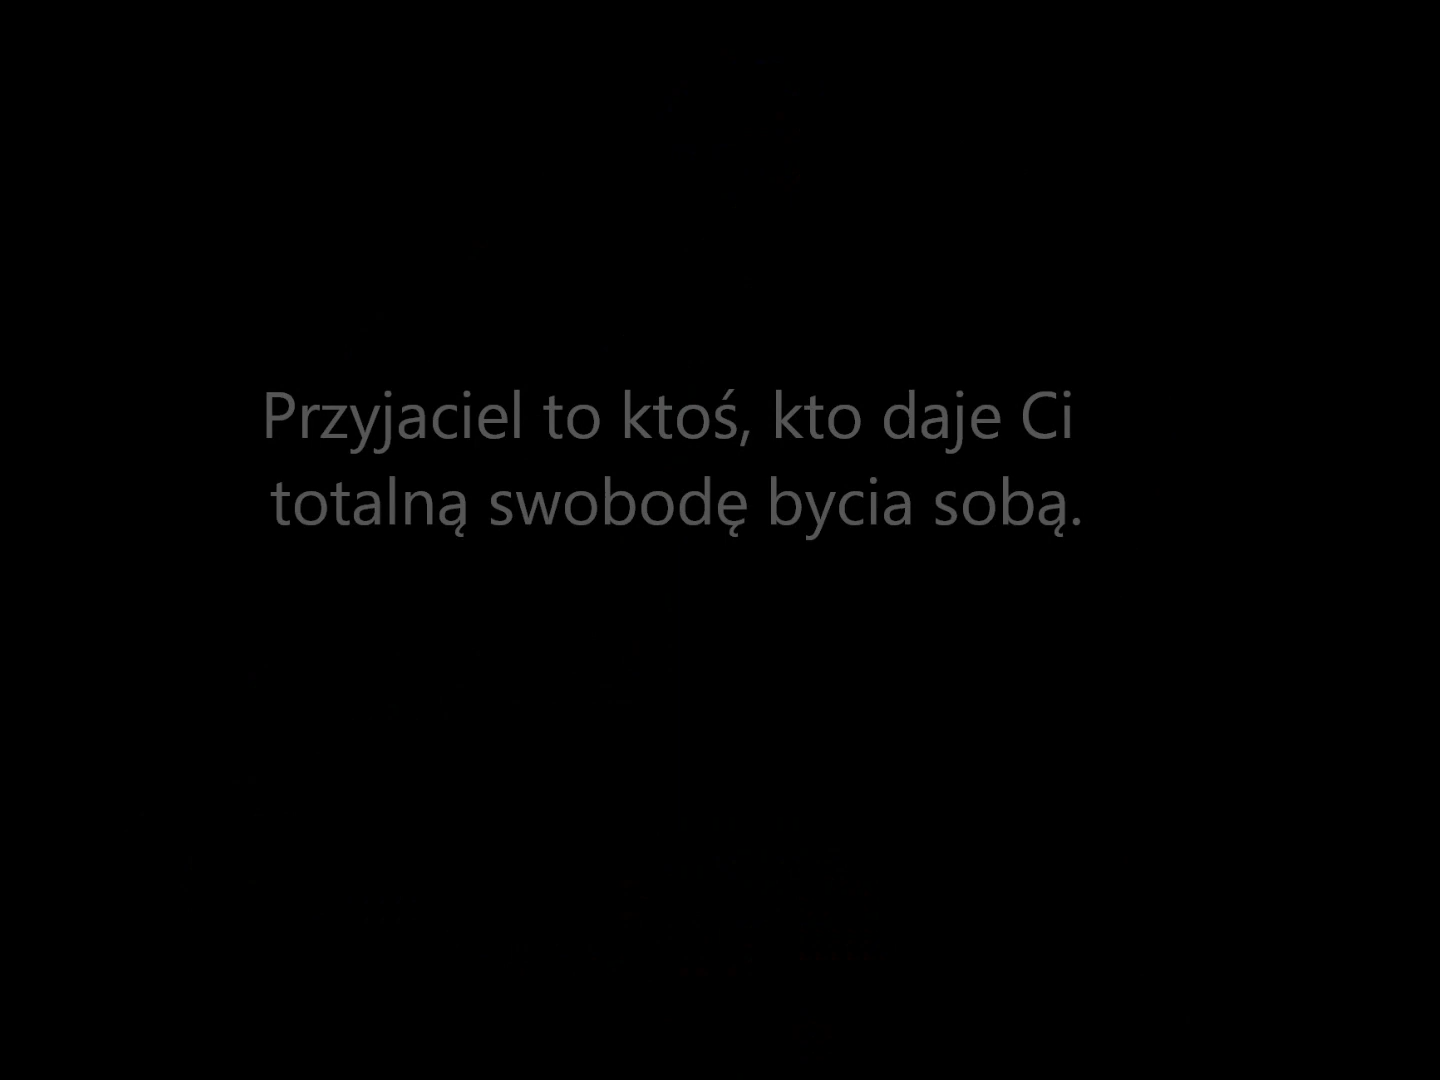 Przyjaciel to ktoś, kto daje Ci
totalną swobodę bycia sobą.